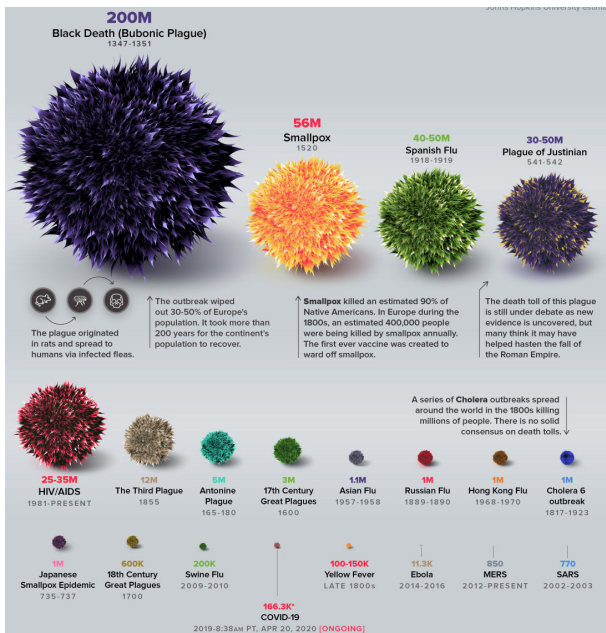 Johns Hopkins University estima
200M
Black Death (Bubonic Plague)
1347-1351
56M
Smallpox
1520
40-50M
Spanish Flu
1918-1919
30-50M
Plague of Justinian
541-542
The plague originated
in rats and spread to
humans via infected fleas.
The outbreak wiped
out 30-50% of Europe's
population. It took more than
200 years for the continent's
population to recover.
Smallpox killed an estimated 90% of
Native Americans. In Europe during the
1800s, an estimated 400,000 people
were being killed by smallpox annually.
The first ever vaccine was created to
ward off smallpox.
The death toll of this plague
is still under debate as new
evidence is uncovered, but
many think it may have
helped hasten the fall of
the Roman Empire.
A series of Cholera outbreaks spread
around the world in the 1800s killing
millions of people. There is no solid
consensus on death tolls.
25-35M
HIV/AIDS
1981-PRESENT
12M
The Third Plague
1855
5M
Antonine
Plague
165-180
3M
17th Century
Great Plagues
1600
1.1M
Asian Flu
1957-1958
1M
Russian Flu
1889-1890
1M
Hong Kong Flu
1968-1970
1M
Cholera 6
outbreak
1817-1923
1M
Japanese
Smallpox Epidemic
735-737
600K
18th Century
Great Plagues
1700
200K
Swine Flu
2009-2010
166.3K*
COVID-19
2019-8:38AM PT, APR 20, 2020 [ONGOING]
100-150K
Yellow Fever
LATE 1800s
11.3K
Ebola
2014-2016
850
MERS
2012-PRESENT
770
SARS
2002-2003